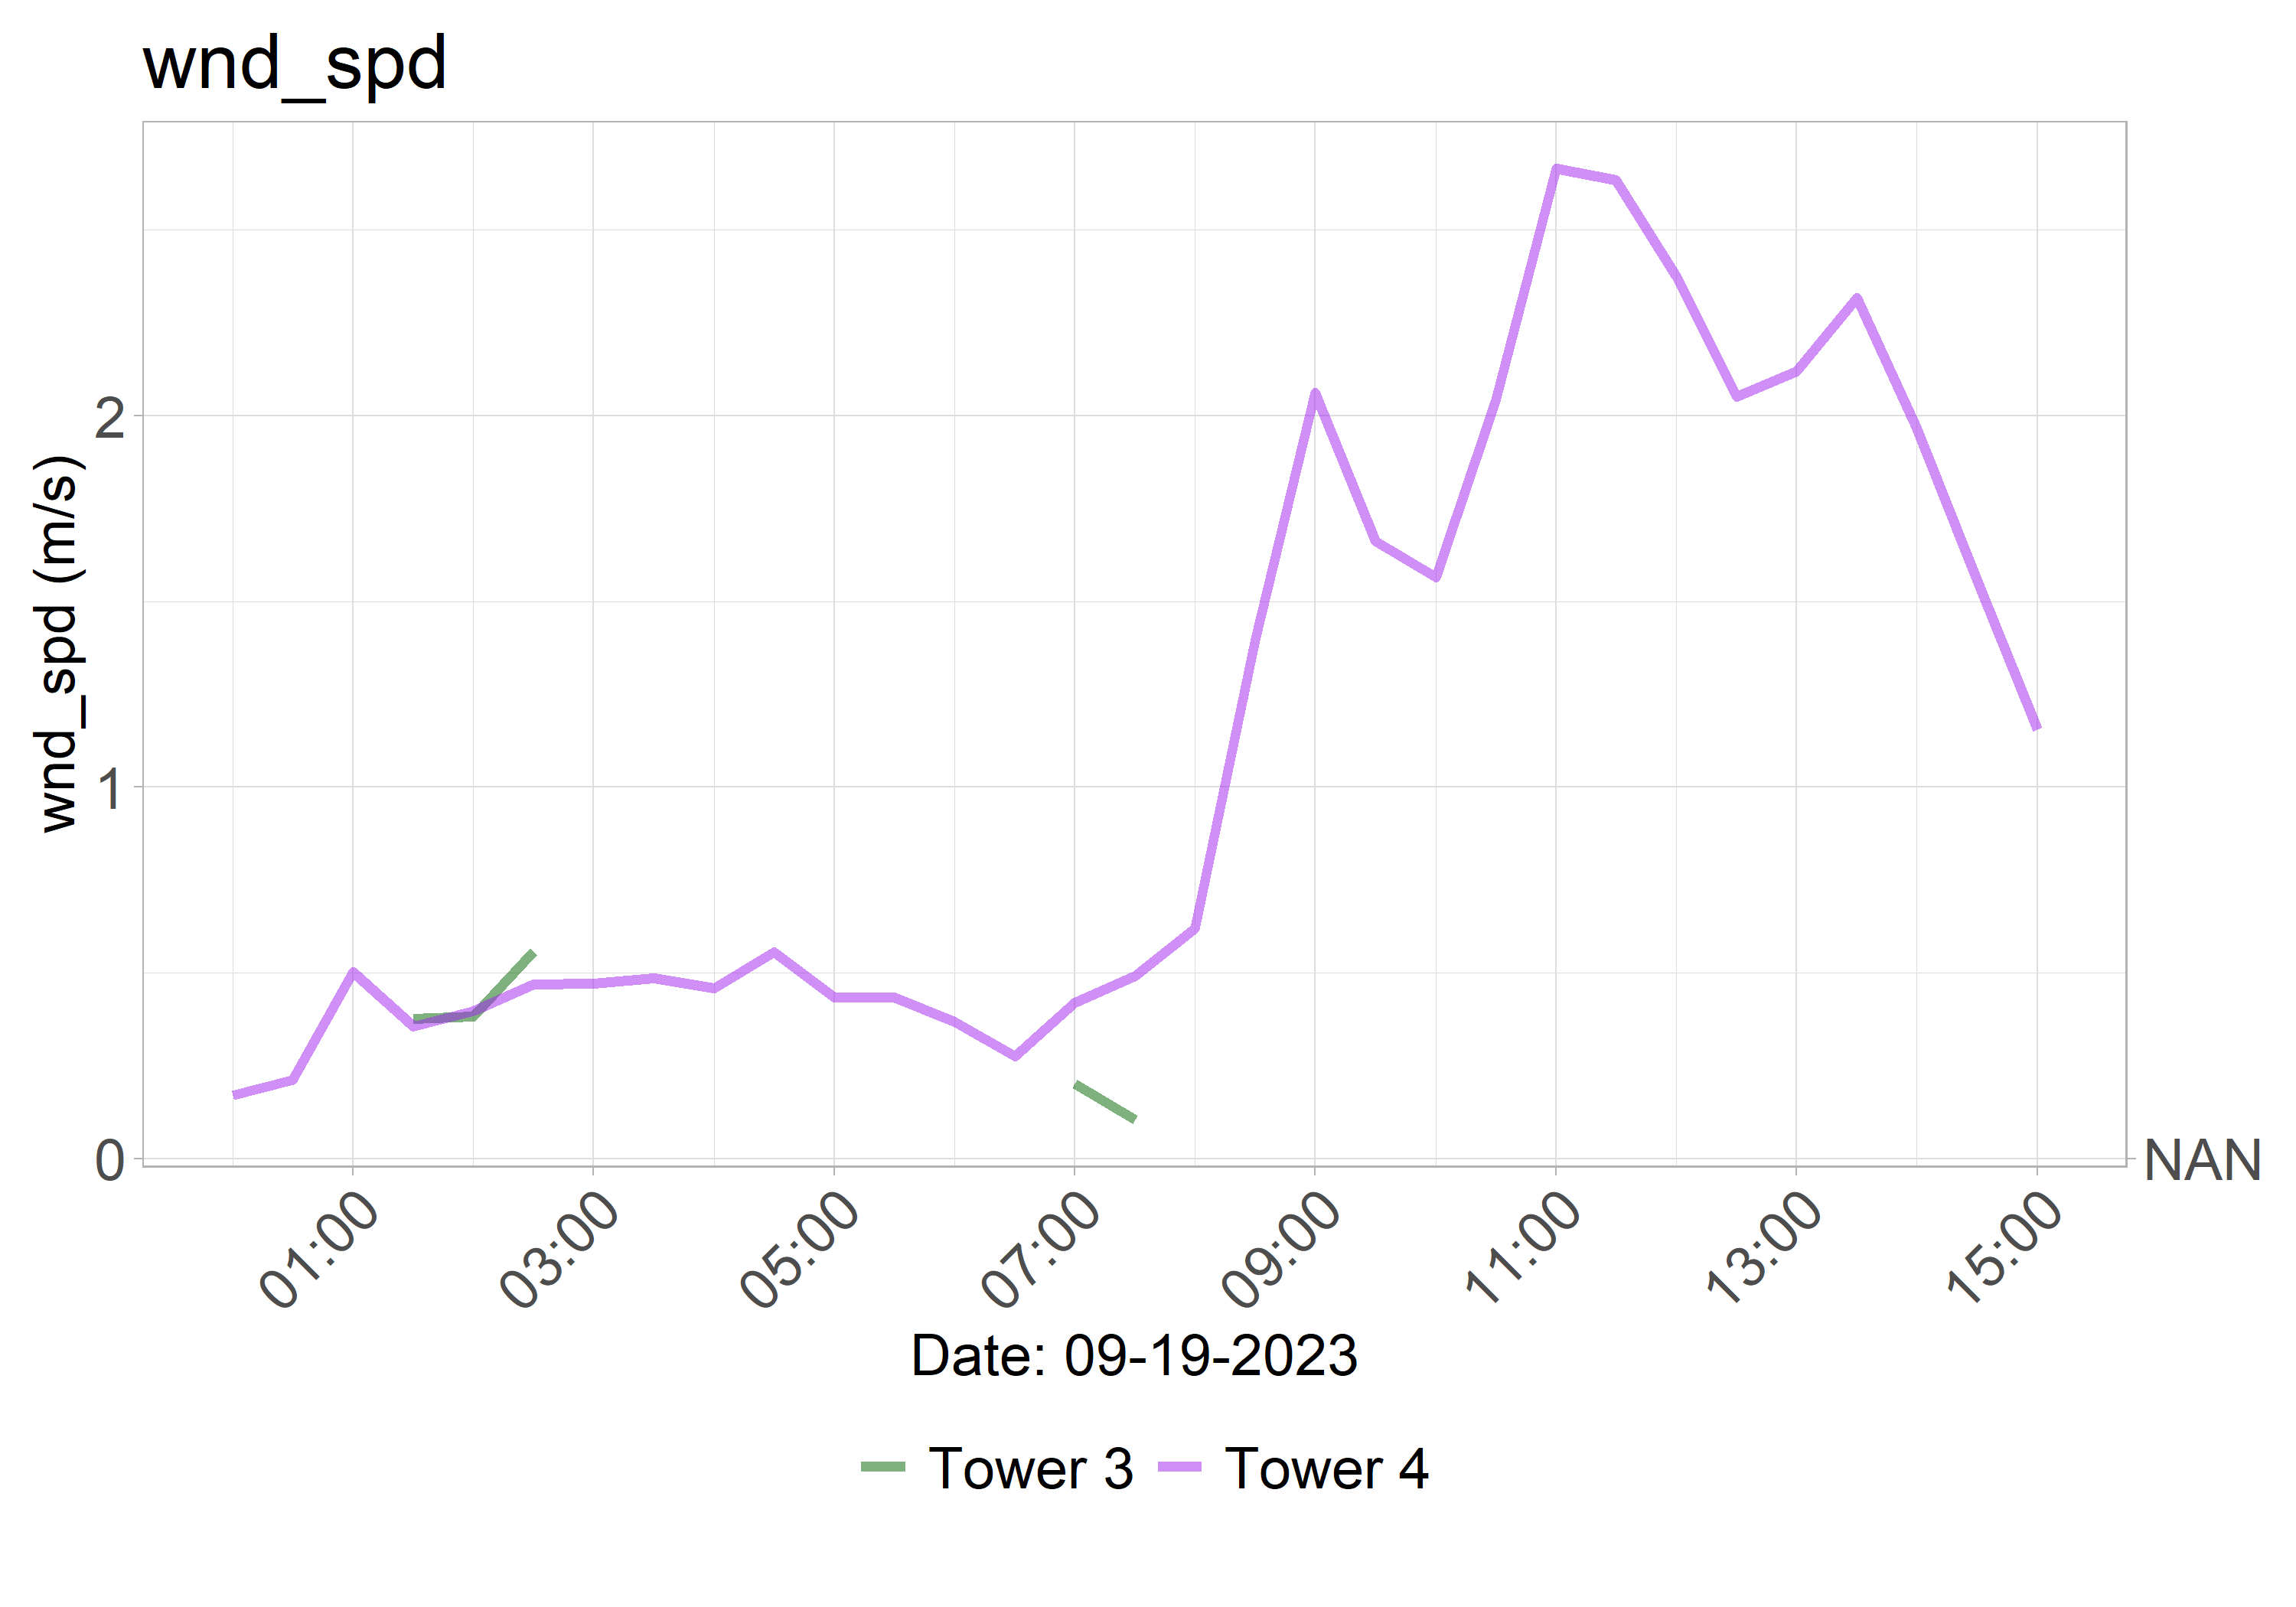 wnd_spd
wnd_spd (m/s)
2
1
0
NAN
01:00 03:00 05:00 07:00 09:00 11:00 13:00 15:00
Date: 09-19-2023
Tower 3 Tower 4